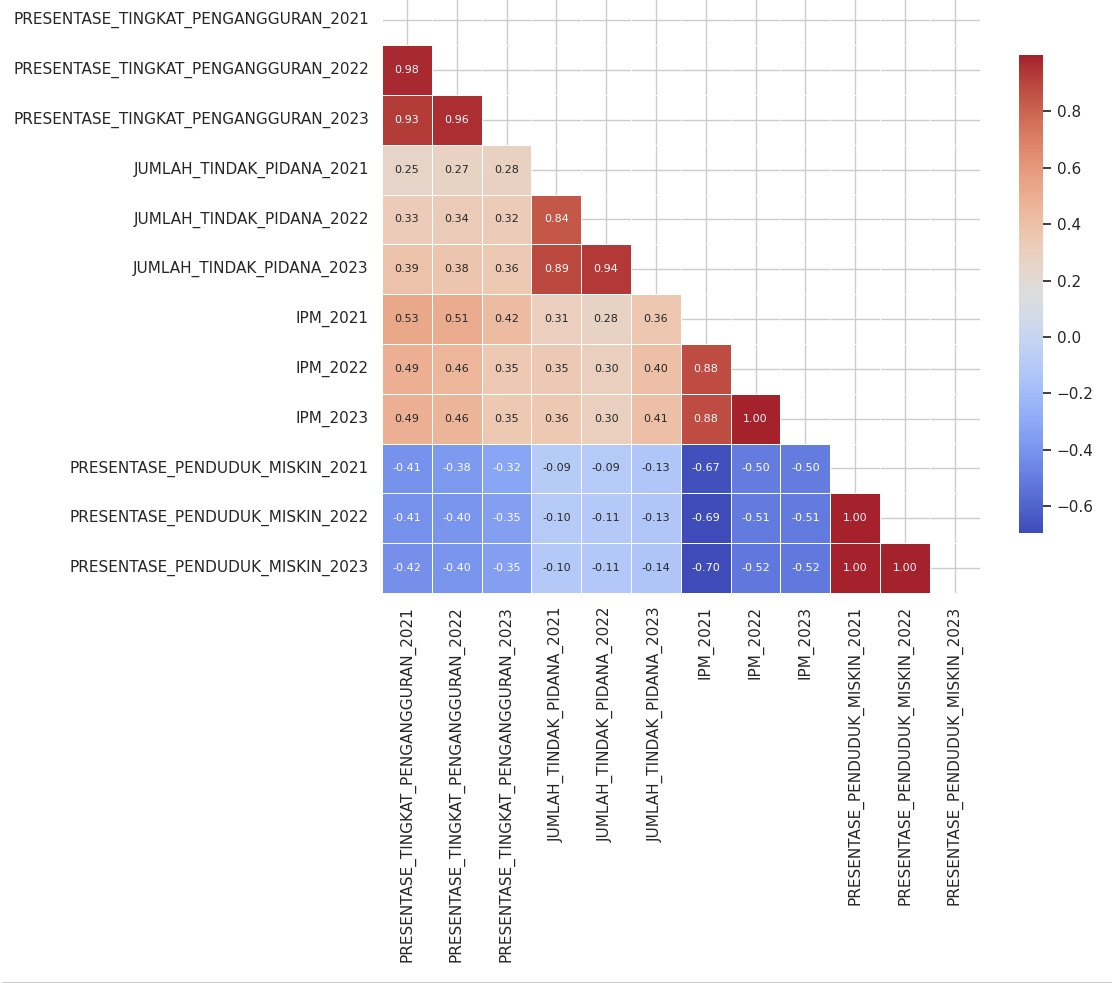 PRESENTASE_TINGKAT_PENGANGGURAN_2021
PRESENTASE_TINGKAT_PENGANGGURAN_2022 0.98
PRESENTASE_TINGKAT_PENGANGGURAN_2023 0.93 0.96
JUMLAH_TINDAK_PIDANA_2021 0.25 0.27 0.28
JUMLAH_TINDAK_PIDANA_2022 0.33 0.34 0.32 0.84
JUMLAH_TINDAK_PIDANA_2023 0.39 0.38 0.36 0.89 0.94
IPM_2021 0.53 0.51 0.42 0.31 0.28 0.36
IPM_2022 0.49 0.46 0.35 0.35 0.30 0.40 0.88
IPM_2023 0.49 0.46 0.35 0.36 0.30 0.41 0.88 1.00
PRESENTASE_PENDUDUK_MISKIN_2021 -0.41 -0.38 -0.32 -0.09 -0.09 -0.13 -0.67 -0.50 -0.50
PRESENTASE_PENDUDUK_MISKIN_2022 -0.41 -0.40 -0.35 -0.10 -0.11 -0.13 -0.69 -0.51 -0.51 1.00
PRESENTASE_PENDUDUK_MISKIN_2023 -0.42 -0.40 -0.35 -0.10 -0.11 -0.14 -0.70 -0.52 -0.52 1.00 1.00
PRESENTASE_TINGKAT_PENGANGGURAN_2021
PRESENTASE_TINGKAT_PENGANGGURAN_2022
PRESENTASE_TINGKAT_PENGANGGURAN_2023
JUMLAH_TINDAK_PIDANA_2021
JUMLAH_TINDAK_PIDANA_2022
JUMLAH_TINDAK_PIDANA_2023
IPM_2021
IPM_2022
IPM_2023
PRESENTASE_PENDUDUK_MISKIN_2021
PRESENTASE_PENDUDUK_MISKIN_2022
PRESENTASE_PENDUDUK_MISKIN_2023
0.8
0.6
0.4
0.2
0.0
−0.2
−0.4
−0.6